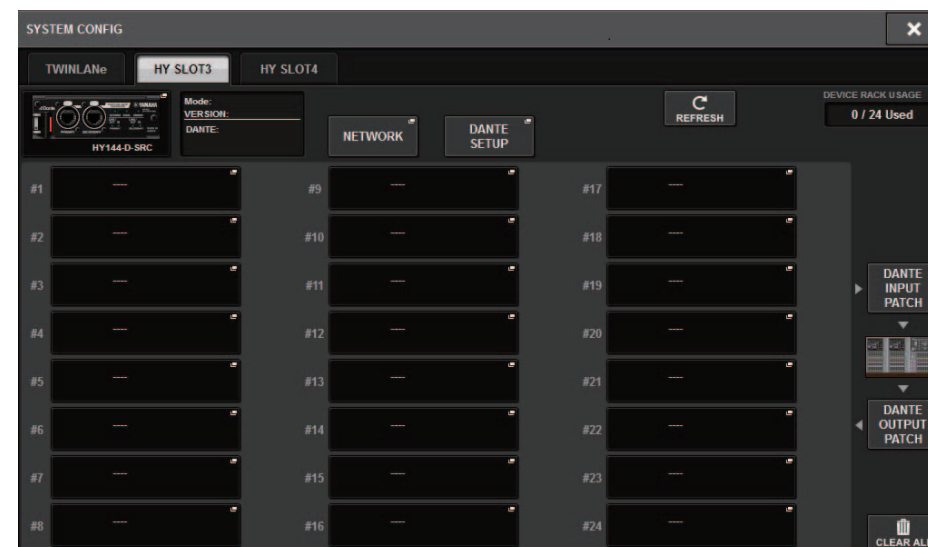 SYSTEM CONFIG
TWINLANe
HY SLOT3
HY SLOT4
Dante
YAMAHA
HY144-D-SRC
Mode:
VERSION:
DANTE:
NETWORK
DANTE
SETUP
REFRESH
DEVICE RACK USAGE
0 / 24 Used
#1 ----
#9 ----
#17 ----
#2 ----
#10 ----
#18 ----
#3 ----
#11 ----
#19 ----
#4 ----
#12 ----
#20 ----
#5 ----
#13 ----
#21 ----
#6 ----
#14 ----
#22 ----
#7 ----
#15 ----
#23 ----
#8 ----
#16 ----
#24 ----
DANTE
INPUT
PATCH
DANTE
OUTPUT
PATCH
CLEAR ALL